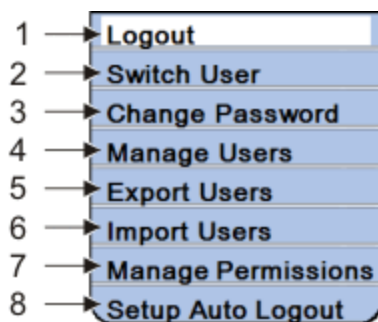 1 Logout
2 Switch User
3 Change Password
4 Manage Users
5 Export Users
6 Import Users
7 Manage Permissions
8 Setup Auto Logout